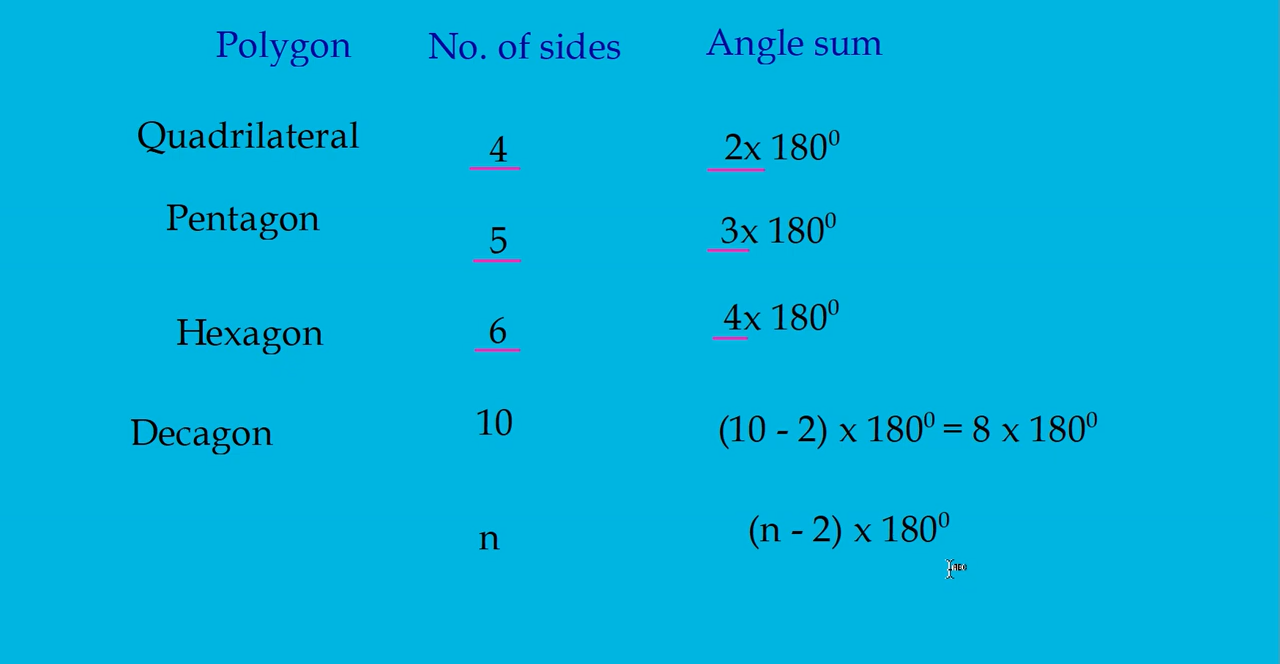 Polygon No. of sides Angle sum
Quadrilateral 4 2x 180⁰
Pentagon 5 3x 180⁰
Hexagon 6 4x 180⁰
Decagon 10 (10 - 2) x 180⁰ = 8 x 180⁰
n (n - 2) x 180⁰